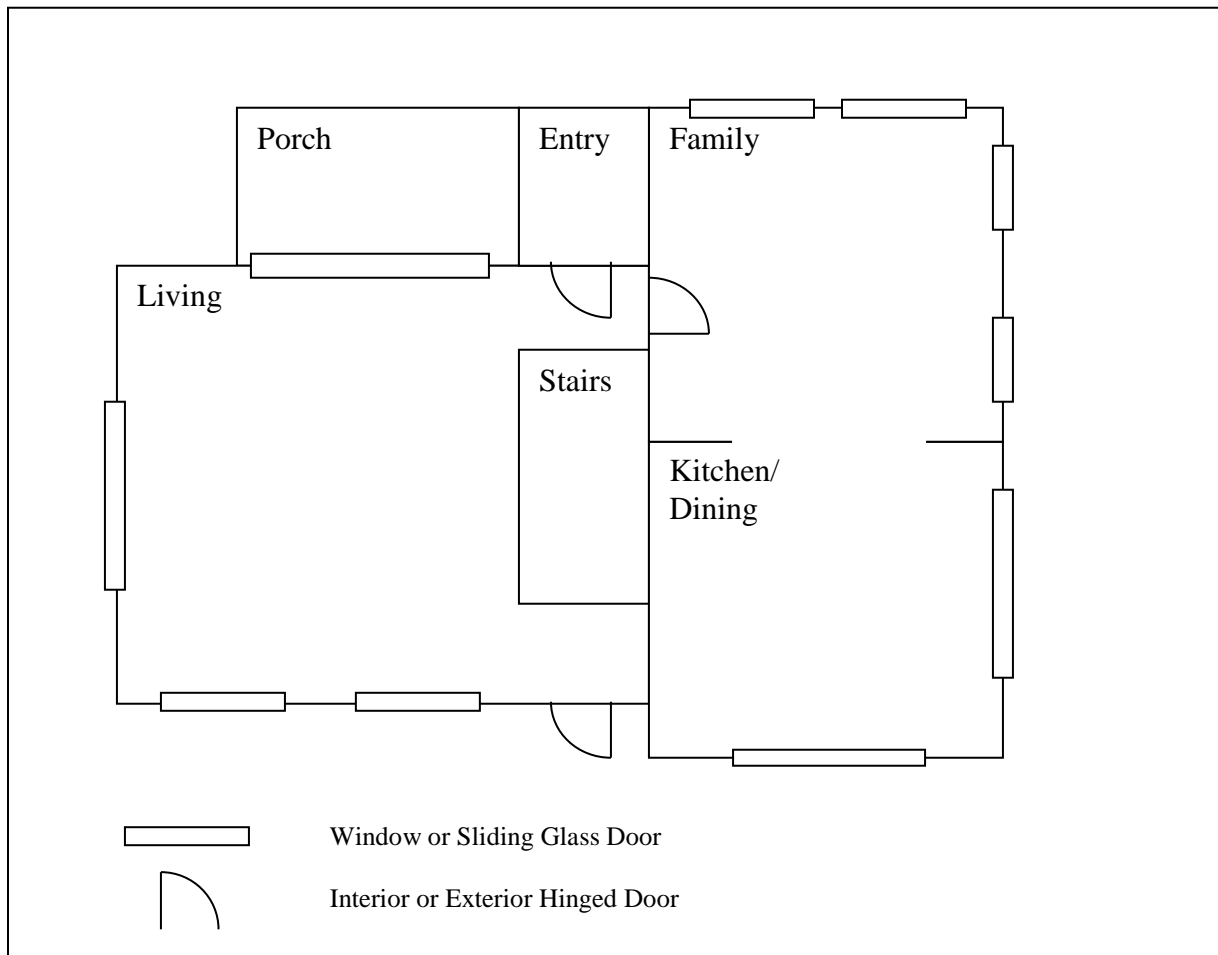 Porch
Entry
Family
Living
Stairs
Kitchen/
Dining
Window or Sliding Glass Door
Interior or Exterior Hinged Door